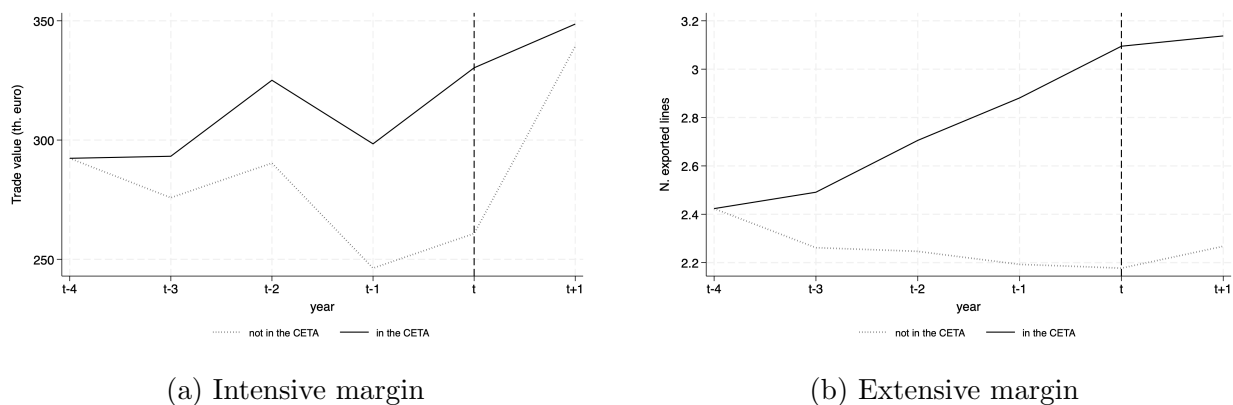 Trade value (th. euro)
350
300
250
t-4 t-3 t-2 t-1 t t+1
year
not in the CETA in the CETA
(a) Intensive margin
N. exported lines
3.2
3
2.8
2.6
2.4
2.2
t-4 t-3 t-2 t-1 t t+1
year
not in the CETA in the CETA
(b) Extensive margin